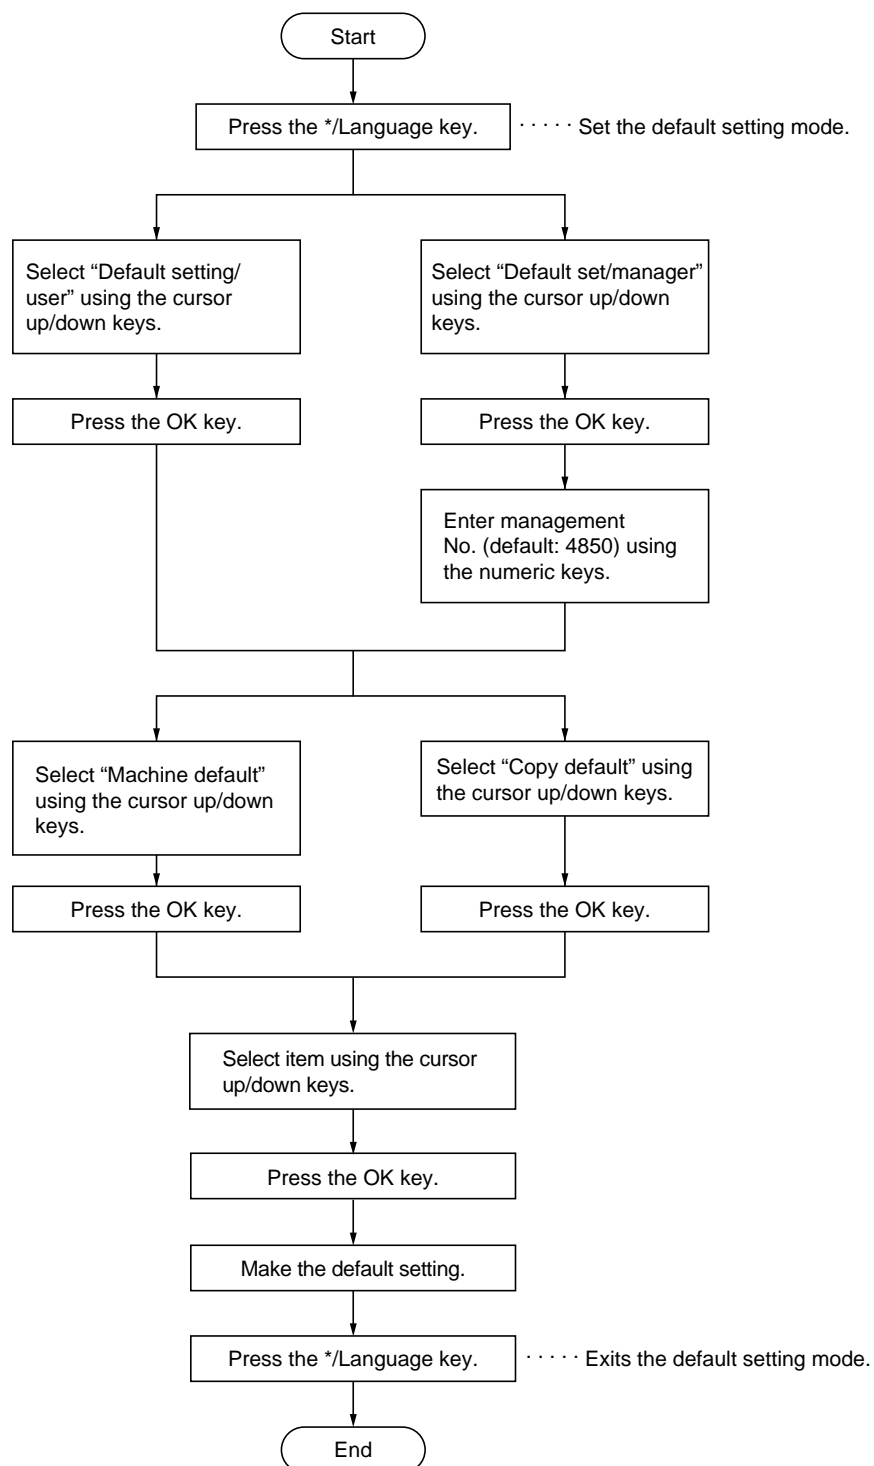 Start
Press the */Language key.
· · · · · Set the default setting mode.
Select “Default setting/
user” using the cursor
up/down keys.
Select “Default set/manager”
using the cursor up/down
keys.
Press the OK key.
Press the OK key.
Enter management
No. (default: 4850) using
the numeric keys.
Select “Machine default”
using the cursor up/down
keys.
Select “Copy default” using
the cursor up/down keys.
Press the OK key.
Press the OK key.
Select item using the cursor
up/down keys.
Press the OK key.
Make the default setting.
Press the */Language key.
· · · · · Exits the default setting mode.
End